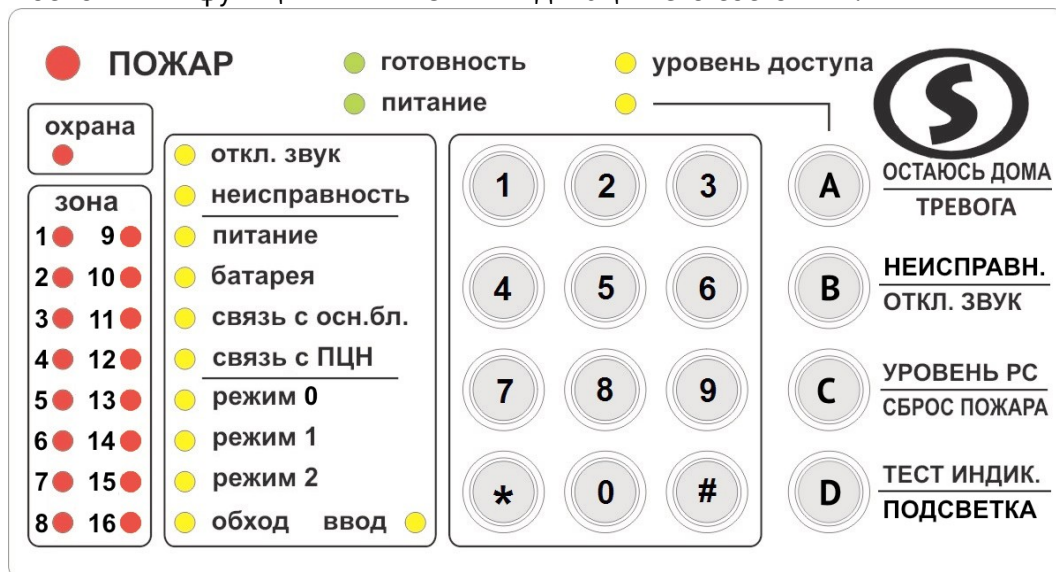 ПОЖАР
готовность
уровень доступа
питание
охрана
зона
1 9
2 10
3 11
4 12
5 13
6 14
7 15
8 16
откл. звук
неисправность
питание
батарея
связь с осн.бл.
связь с ПЦН
режим 0
режим 1
режим 2
обход ввод
1 2 3
4 5 6
7 8 9
* 0 #
A
ОСТАЮСЬ ДОМА
ТРЕВОГА
B
НЕИСПРАВН.
ОТКЛ. ЗВУК
C
УРОВЕНЬ РС
СБРОС ПОЖАРА
D
ТЕСТ ИНДИК.
ПОДСВЕТКА
S